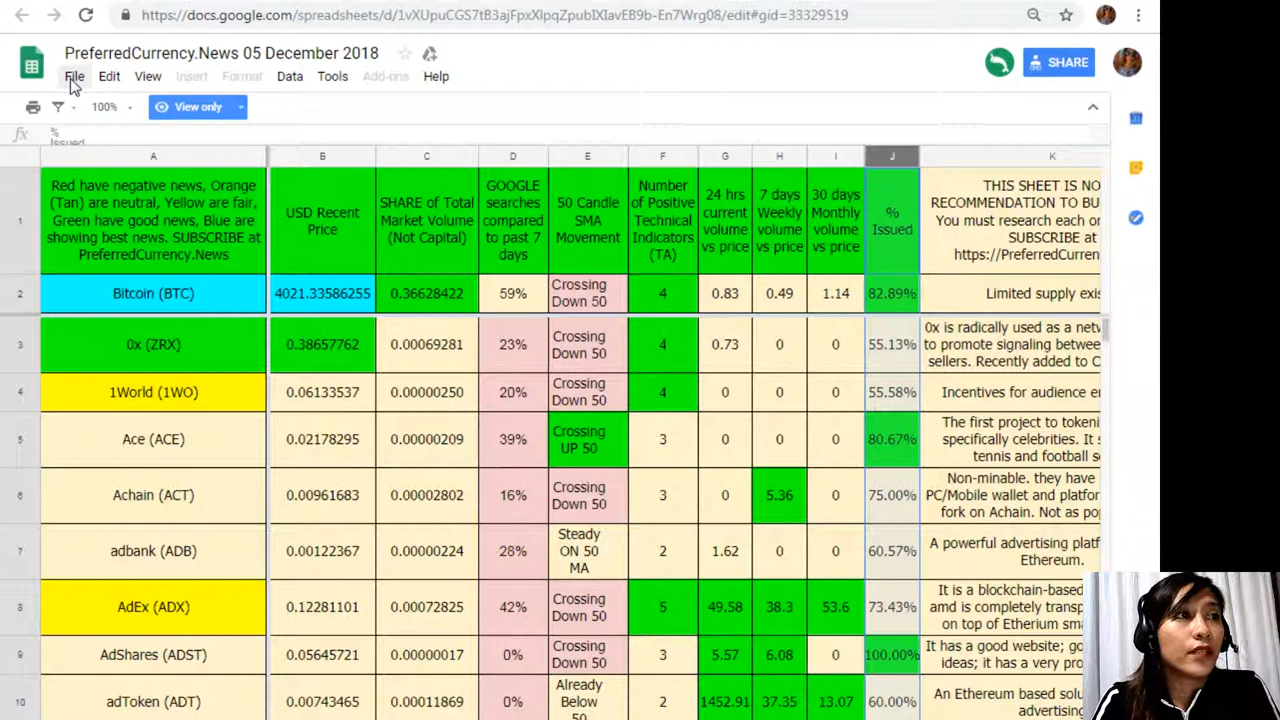 https://docs.google.com/spreadsheets/d/1vXUpuCGS7tB3ajFpxXlpqZpubIXIavEB9b-En7Wrg08/edit#gid=33329519
PreferredCurrency.News 05 December 2018
File Edit View Insert Format Data Tools Add-ons Help
SHARE
100% View only
fx %
Issued
A B C D E F G H I J K
1
Red have negative news, Orange
(Tan) are neutral, Yellow are fair,
Green have good news, Blue are
showing best news. SUBSCRIBE at
PreferredCurrency.News
USD Recent
Price
SHARE of Total
Market Volume
(Not Capital)
GOOGLE
searches
compared
to past 7
days
50 Candle
SMA
Movement
Number
of Positive
Technical
Indicators
(TA)
24 hrs
current
volume
vs price
7 days
Weekly
volume
vs price
30 days
Monthly
volume
vs price
%
Issued
THIS SHEET IS NO
RECOMMENDATION TO BU
You must research each or
SUBSCRIBE at
https://PreferredCurren
2 Bitcoin (BTC) 4021.33586255 0.36628422 59%
Crossing
Down 50
4 0.83 0.49 1.14 82.89% Limited supply exis
3 0x (ZRX) 0.38657762 0.00069281 23%
Crossing
Down 50
4 0.73 0 0 55.13%
0x is radically used as a netw
to promote signaling betwee
sellers. Recently added to C
4 1World (1WO) 0.06133537 0.00000250 20%
Crossing
Down 50
4 0 0 0 55.58% Incentives for audience er
5 Ace (ACE) 0.02178295 0.00000209 39%
Crossing
UP 50
3 0 0 0 80.67%
The first project to tokeni
specifically celebrities. It s
tennis and football s
6 Achain (ACT) 0.00961683 0.00002802 16%
Crossing
Down 50
3 0 5.36 0 75.00%
Non-minable. they have
PC/Mobile wallet and platfor
fork on Achain. Not as pop
7 adbank (ADB) 0.00122367 0.00000224 28%
Steady
ON 50
MA
2 1.62 0 0 60.57%
A powerful advertising platf
Ethereum.
8 AdEx (ADX) 0.12281101 0.00072825 42%
Crossing
Down 50
5 49.58 38.3 53.6 73.43%
It is a blockchain-based
amd is completely transp
on top of Etherium sma
9 AdShares (ADST) 0.05645721 0.00000017 0%
Crossing
Down 50
3 5.57 6.08 0 100.00%
It has a good website; go
ideas; it has a very pro
10 adToken (ADT) 0.00743465 0.00011869 0%
Already
Below
50
2 1452.91 37.35 13.07 60.00%
An Ethereum based solu
advertising